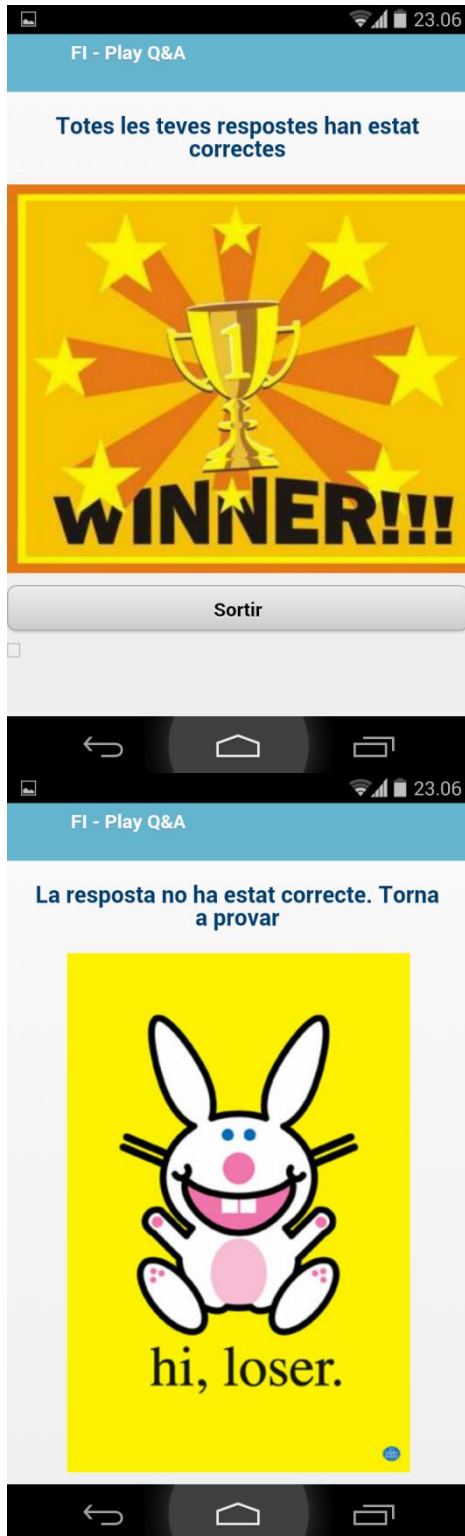 23.06
FI - Play Q&A
Totes les teves respostes han estat
correctes
1
WINNER!!!
Sortir
23.06
FI - Play Q&A
La resposta no ha estat correcte. Torna
a provar
hi, loser.